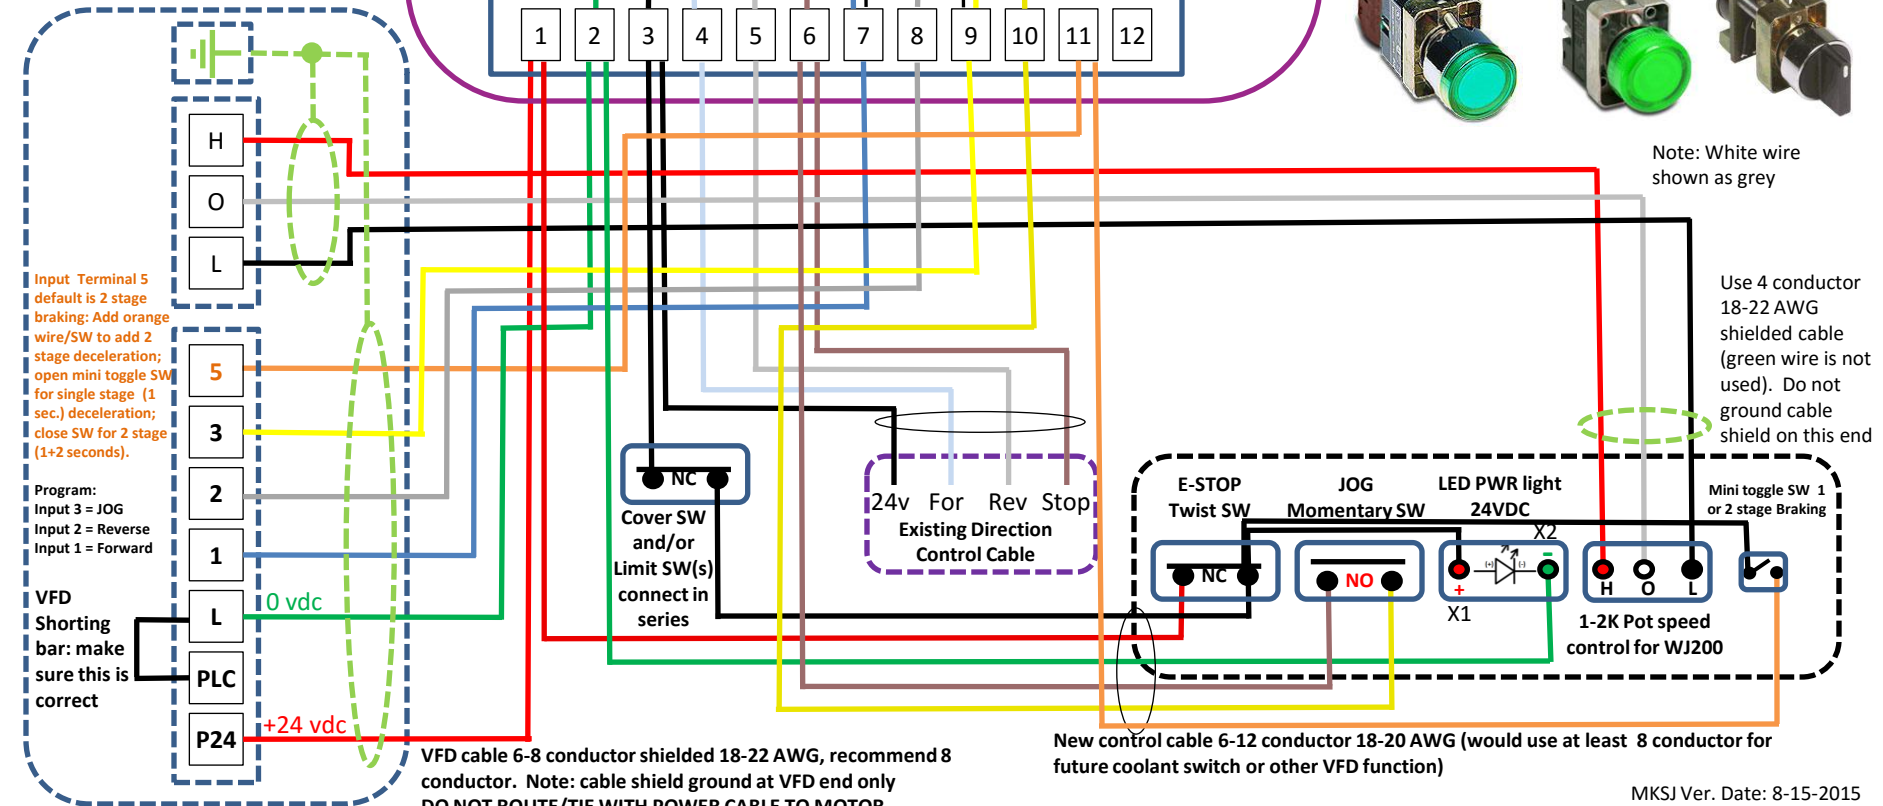 1 2 3 4 5 6 7 8 9 10 11 12
H
O
L
Note: White wire
shown as grey
Input Terminal 5
default is 2 stage
braking: Add orange
wire/SW to add 2
stage deceleration;
open mini toggle SW
for single stage (1
sec.) deceleration;
close SW for 2 stage
(1+2 seconds).
5
3
2
1
L
PLC
P24
Program:
Input 3 = JOG
Input 2 = Reverse
Input 1 = Forward
VFD
Shorting
bar: make
sure this is
correct
0 vdc
+24 vdc
Use 4 conductor
18-22 AWG
shielded cable
(green wire is not
used). Do not
ground cable
shield on this end
NC
Cover SW
and/or
Limit SW(s)
connect in
series
24v For Rev Stop
Existing Direction
Control Cable
E-STOP
Twist SW
NC
JOG
Momentary SW
NO
LED PWR light
24VDC
X2
(+) (-)
+ -
X1
H O L
1-2K Pot speed
control for WJ200
Mini toggle SW 1
or 2 stage Braking
VFD cable 6-8 conductor shielded 18-22 AWG, recommend 8
conductor. Note: cable shield ground at VFD end only
DO NOT ROUTE/TIE WITH POWER CABLE TO MOTOR
New control cable 6-12 conductor 18-20 AWG (would use at least 8 conductor for
future coolant switch or other VFD function)
MKSJ Ver. Date: 8-15-2015